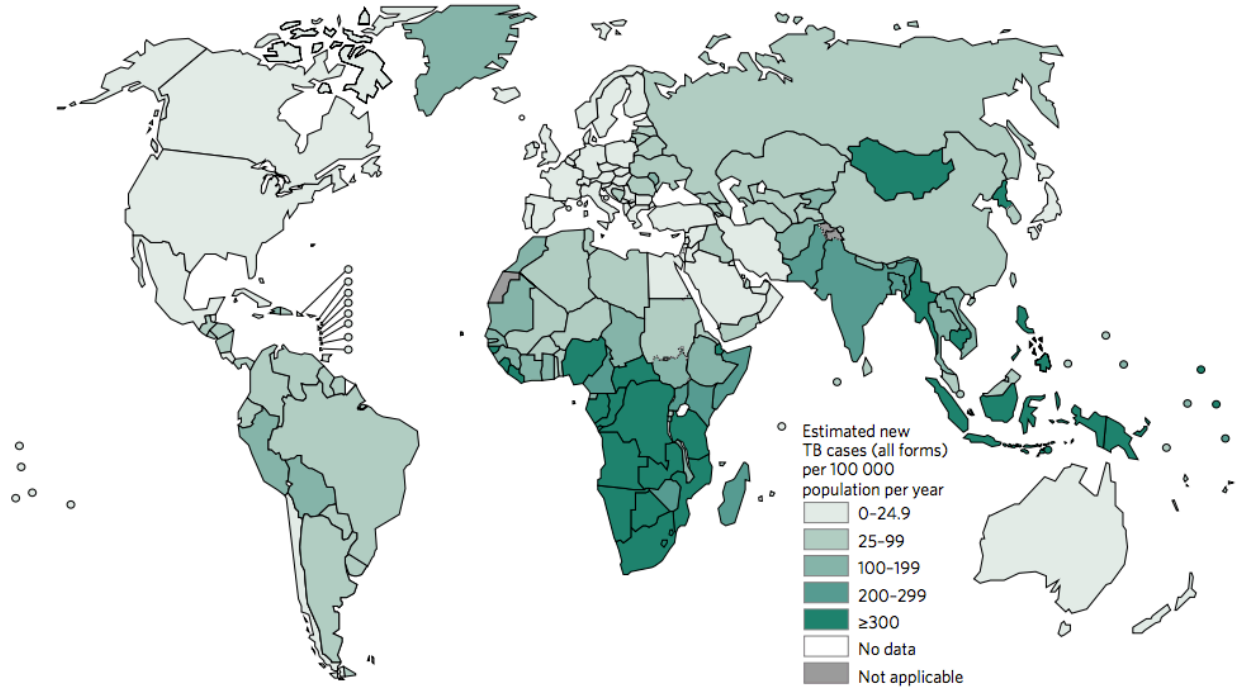 Estimated new
TB cases (all forms)
per 100 000
population per year
0–24.9
25–99
100–199
200–299
≥300
No data
Not applicable